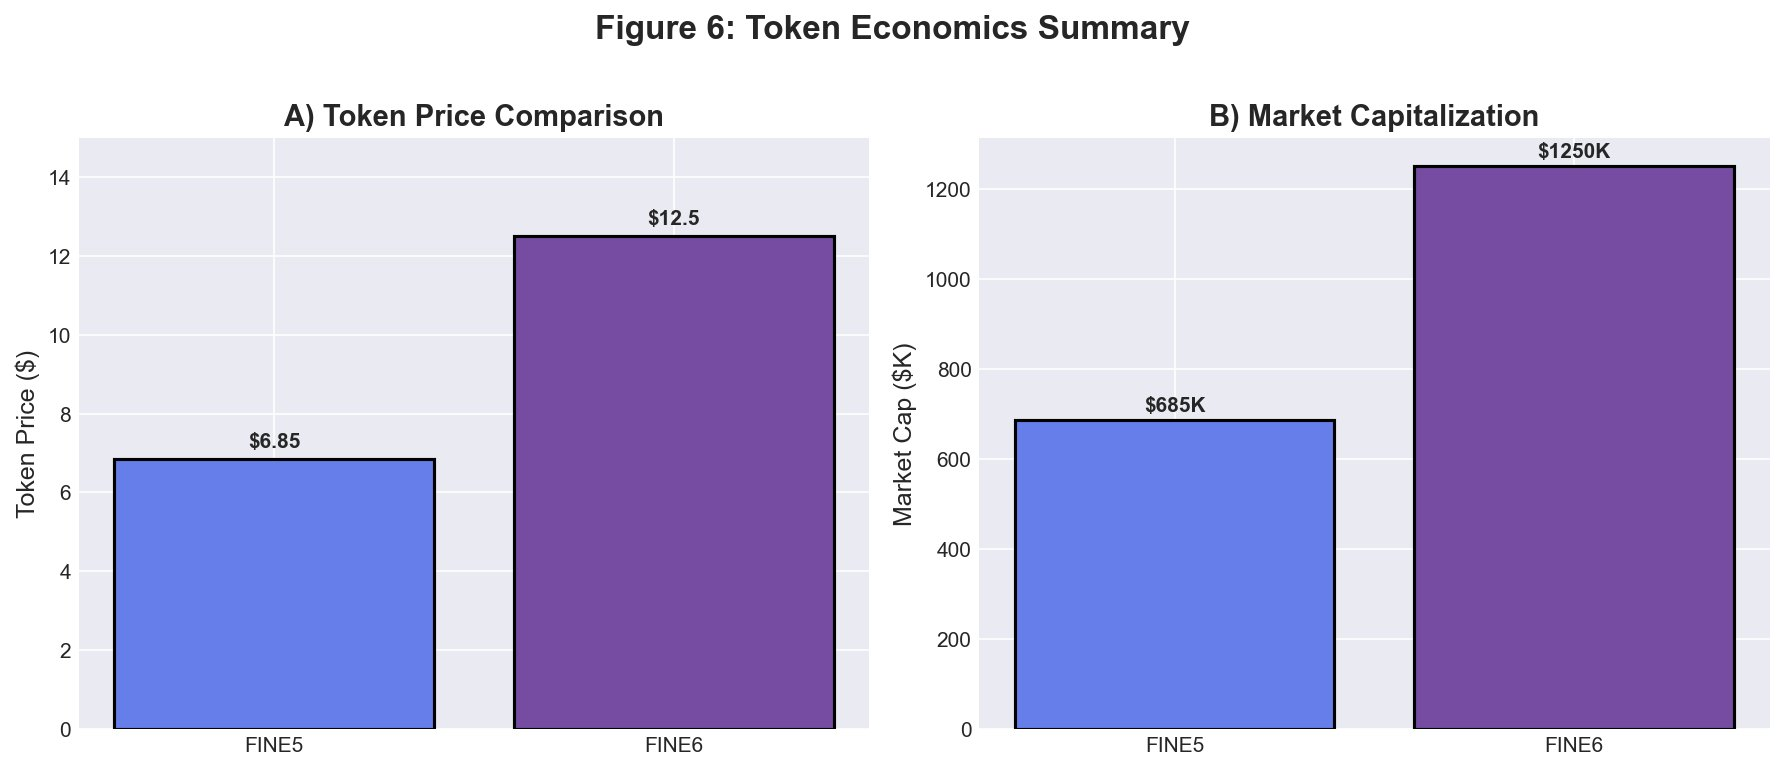 Figure 6: Token Economics Summary
A) Token Price Comparison
Token Price ($)
14
12
10
8
6
4
2
0
$6.85
$12.5
FINE5
FINE6
B) Market Capitalization
Market Cap ($K)
1200
1000
800
600
400
200
0
$685K
$1250K
FINE5
FINE6